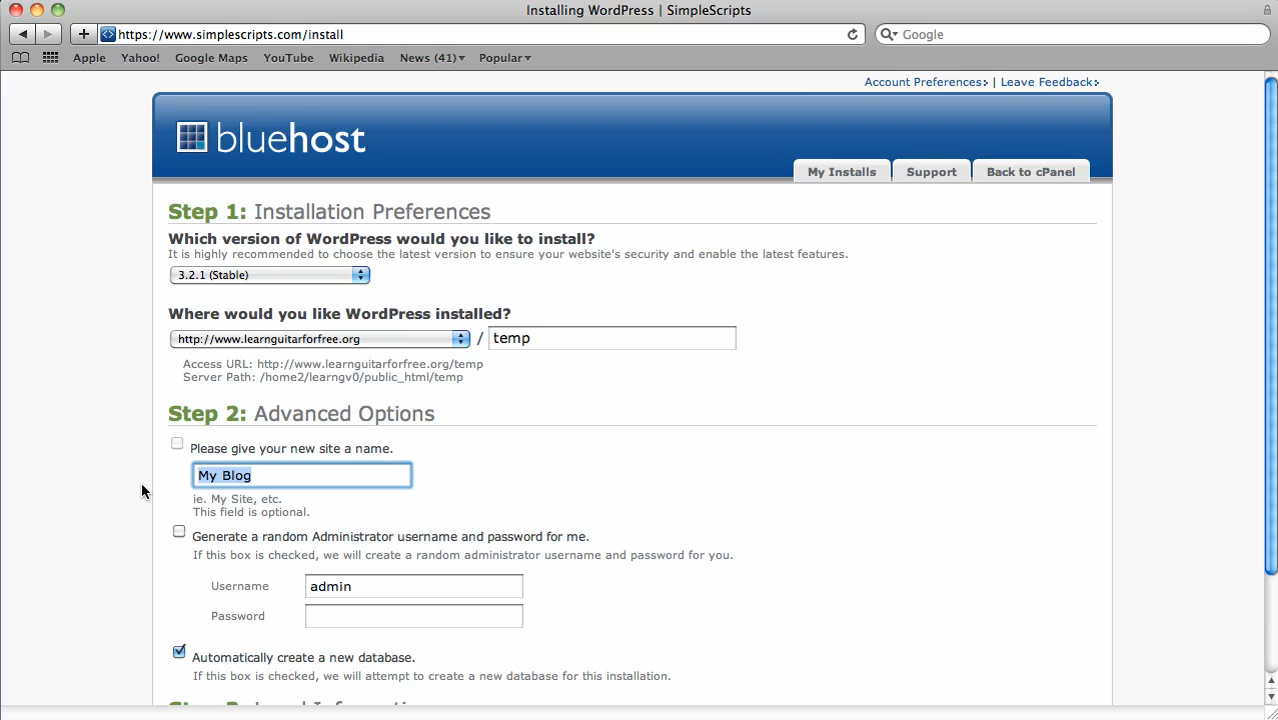 Installing WordPress | SimpleScripts
https://www.simplescripts.com/install
Google
Apple Yahoo! Google Maps YouTube Wikipedia News (41)▾ Popular▾
Account Preferences› | Leave Feedback›
bluehost
My Installs Support Back to cPanel
Step 1: Installation Preferences
Which version of WordPress would you like to install?
It is highly recommended to choose the latest version to ensure your website's security and enable the latest features.
3.2.1 (Stable)
Where would you like WordPress installed?
http://www.learnguitarforfree.org / temp
Access URL: http://www.learnguitarforfree.org/temp
Server Path: /home2/learngv0/public_html/temp
Step 2: Advanced Options
Please give your new site a name.
My Blog
ie. My Site, etc.
This field is optional.
Generate a random Administrator username and password for me.
If this box is checked, we will create a random administrator username and password for you.
Username admin
Password
Automatically create a new database.
If this box is checked, we will attempt to create a new database for this installation.